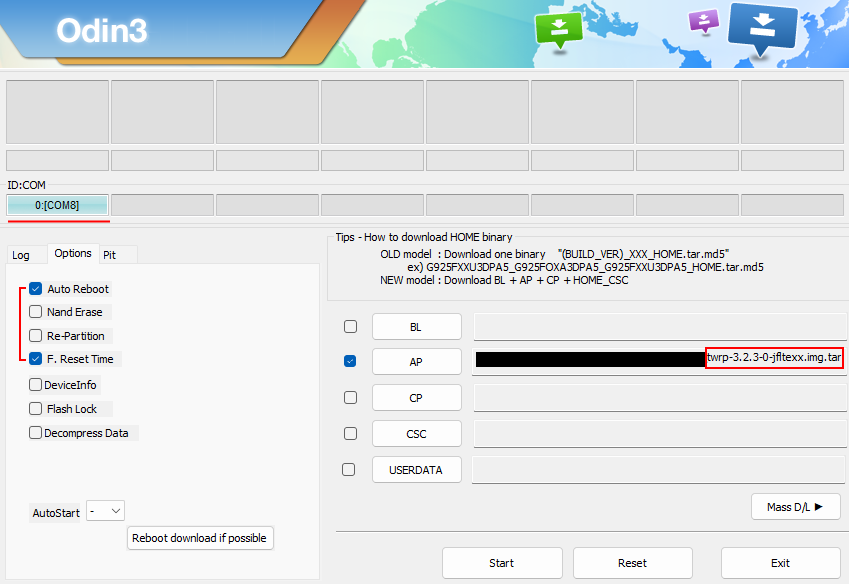 Odin3
ID:COM
0:[COM8]
Log
Options
Pit
Auto Reboot
Nand Erase
Re-Partition
F. Reset Time
DeviceInfo
Flash Lock
Decompress Data
AutoStart
-
Reboot download if possible
Tips - How to download HOME binary
OLD model : Download one binary "(BUILD_VER)_XXX_HOME.tar.md5"
ex) G925FXXU3DPA5_G925FOXA3DPA5_G925FXXU3DPA5_HOME.tar.md5
NEW model : Download BL + AP + CP + HOME_CSC
BL
AP
twrp-3.2.3-0-jfltexx.img.tar
CP
CSC
USERDATA
Mass D/L ▶
Start
Reset
Exit